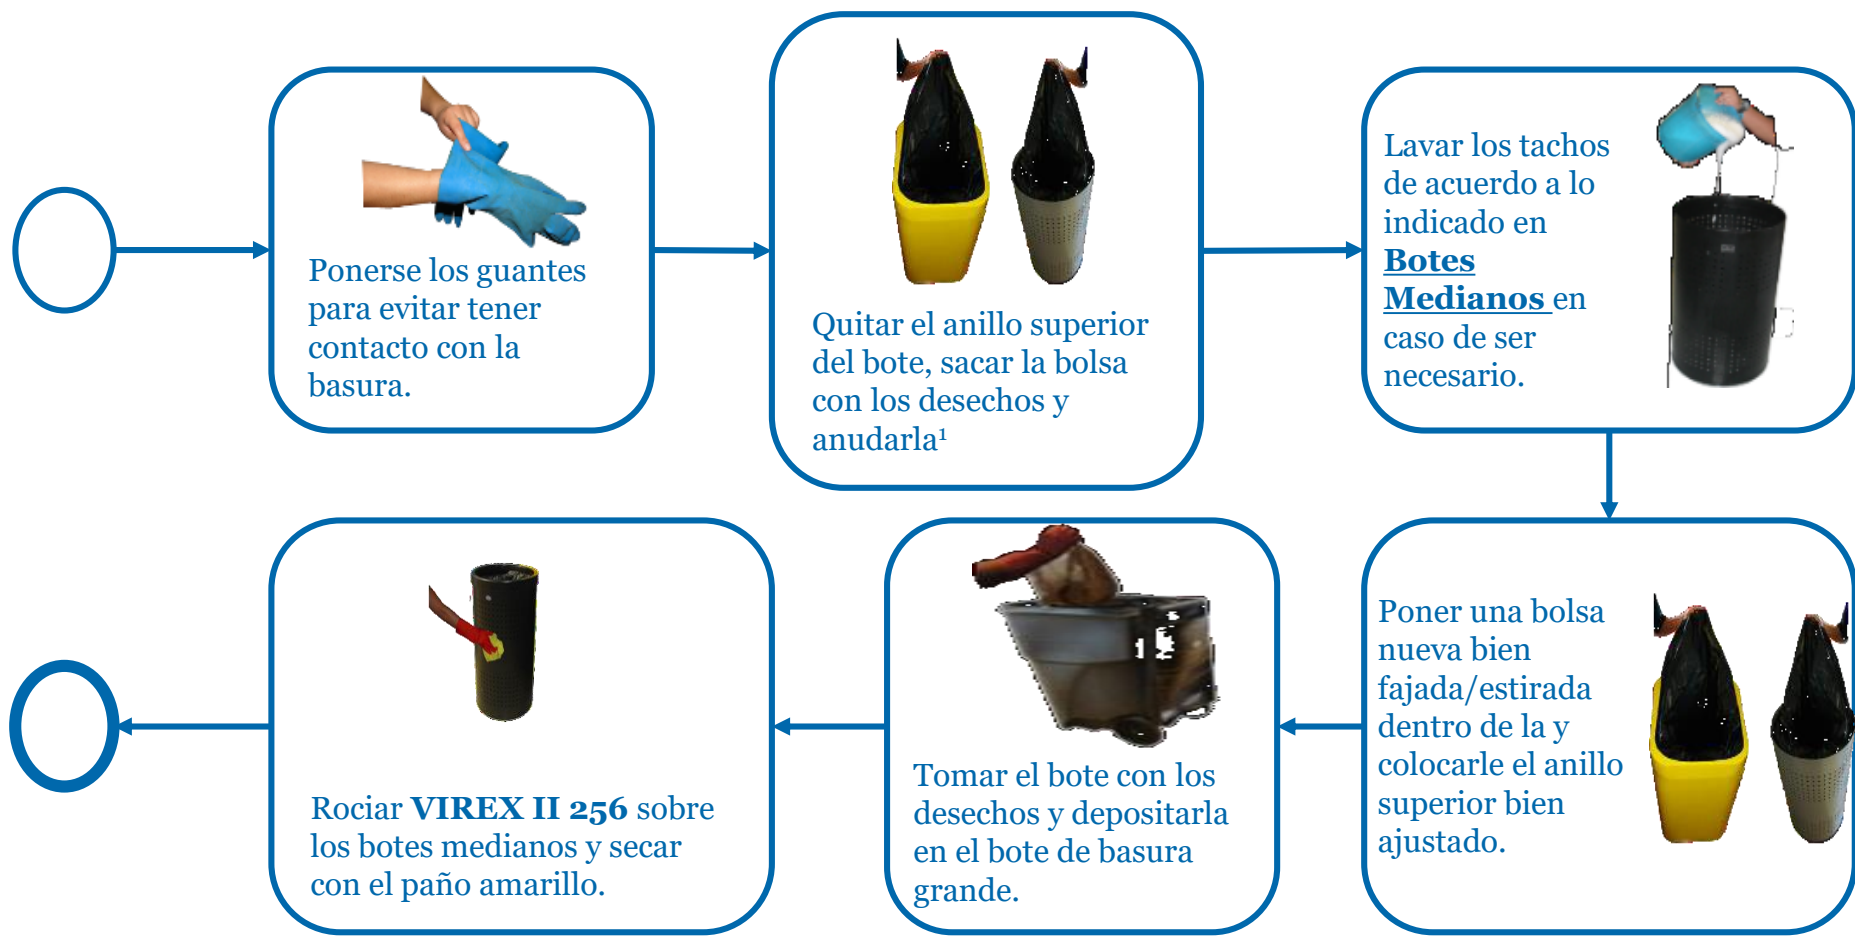 Ponerse los guantes
para evitar tener
contacto con la
basura.
Quitar el anillo superior
del bote, sacar la bolsa
con los desechos y
anudarla¹
Lavar los tachos
de acuerdo a lo
indicado en
Botes
Medianos en
caso de ser
necesario.
Poner una bolsa
nueva bien
fajada/estirada
dentro de la y
colocarle el anillo
superior bien
ajustado.
Tomar el bote con los
desechos y depositarla
en el bote de basura
grande.
Rociar VIREX II 256 sobre
los botes medianos y secar
con el paño amarillo.